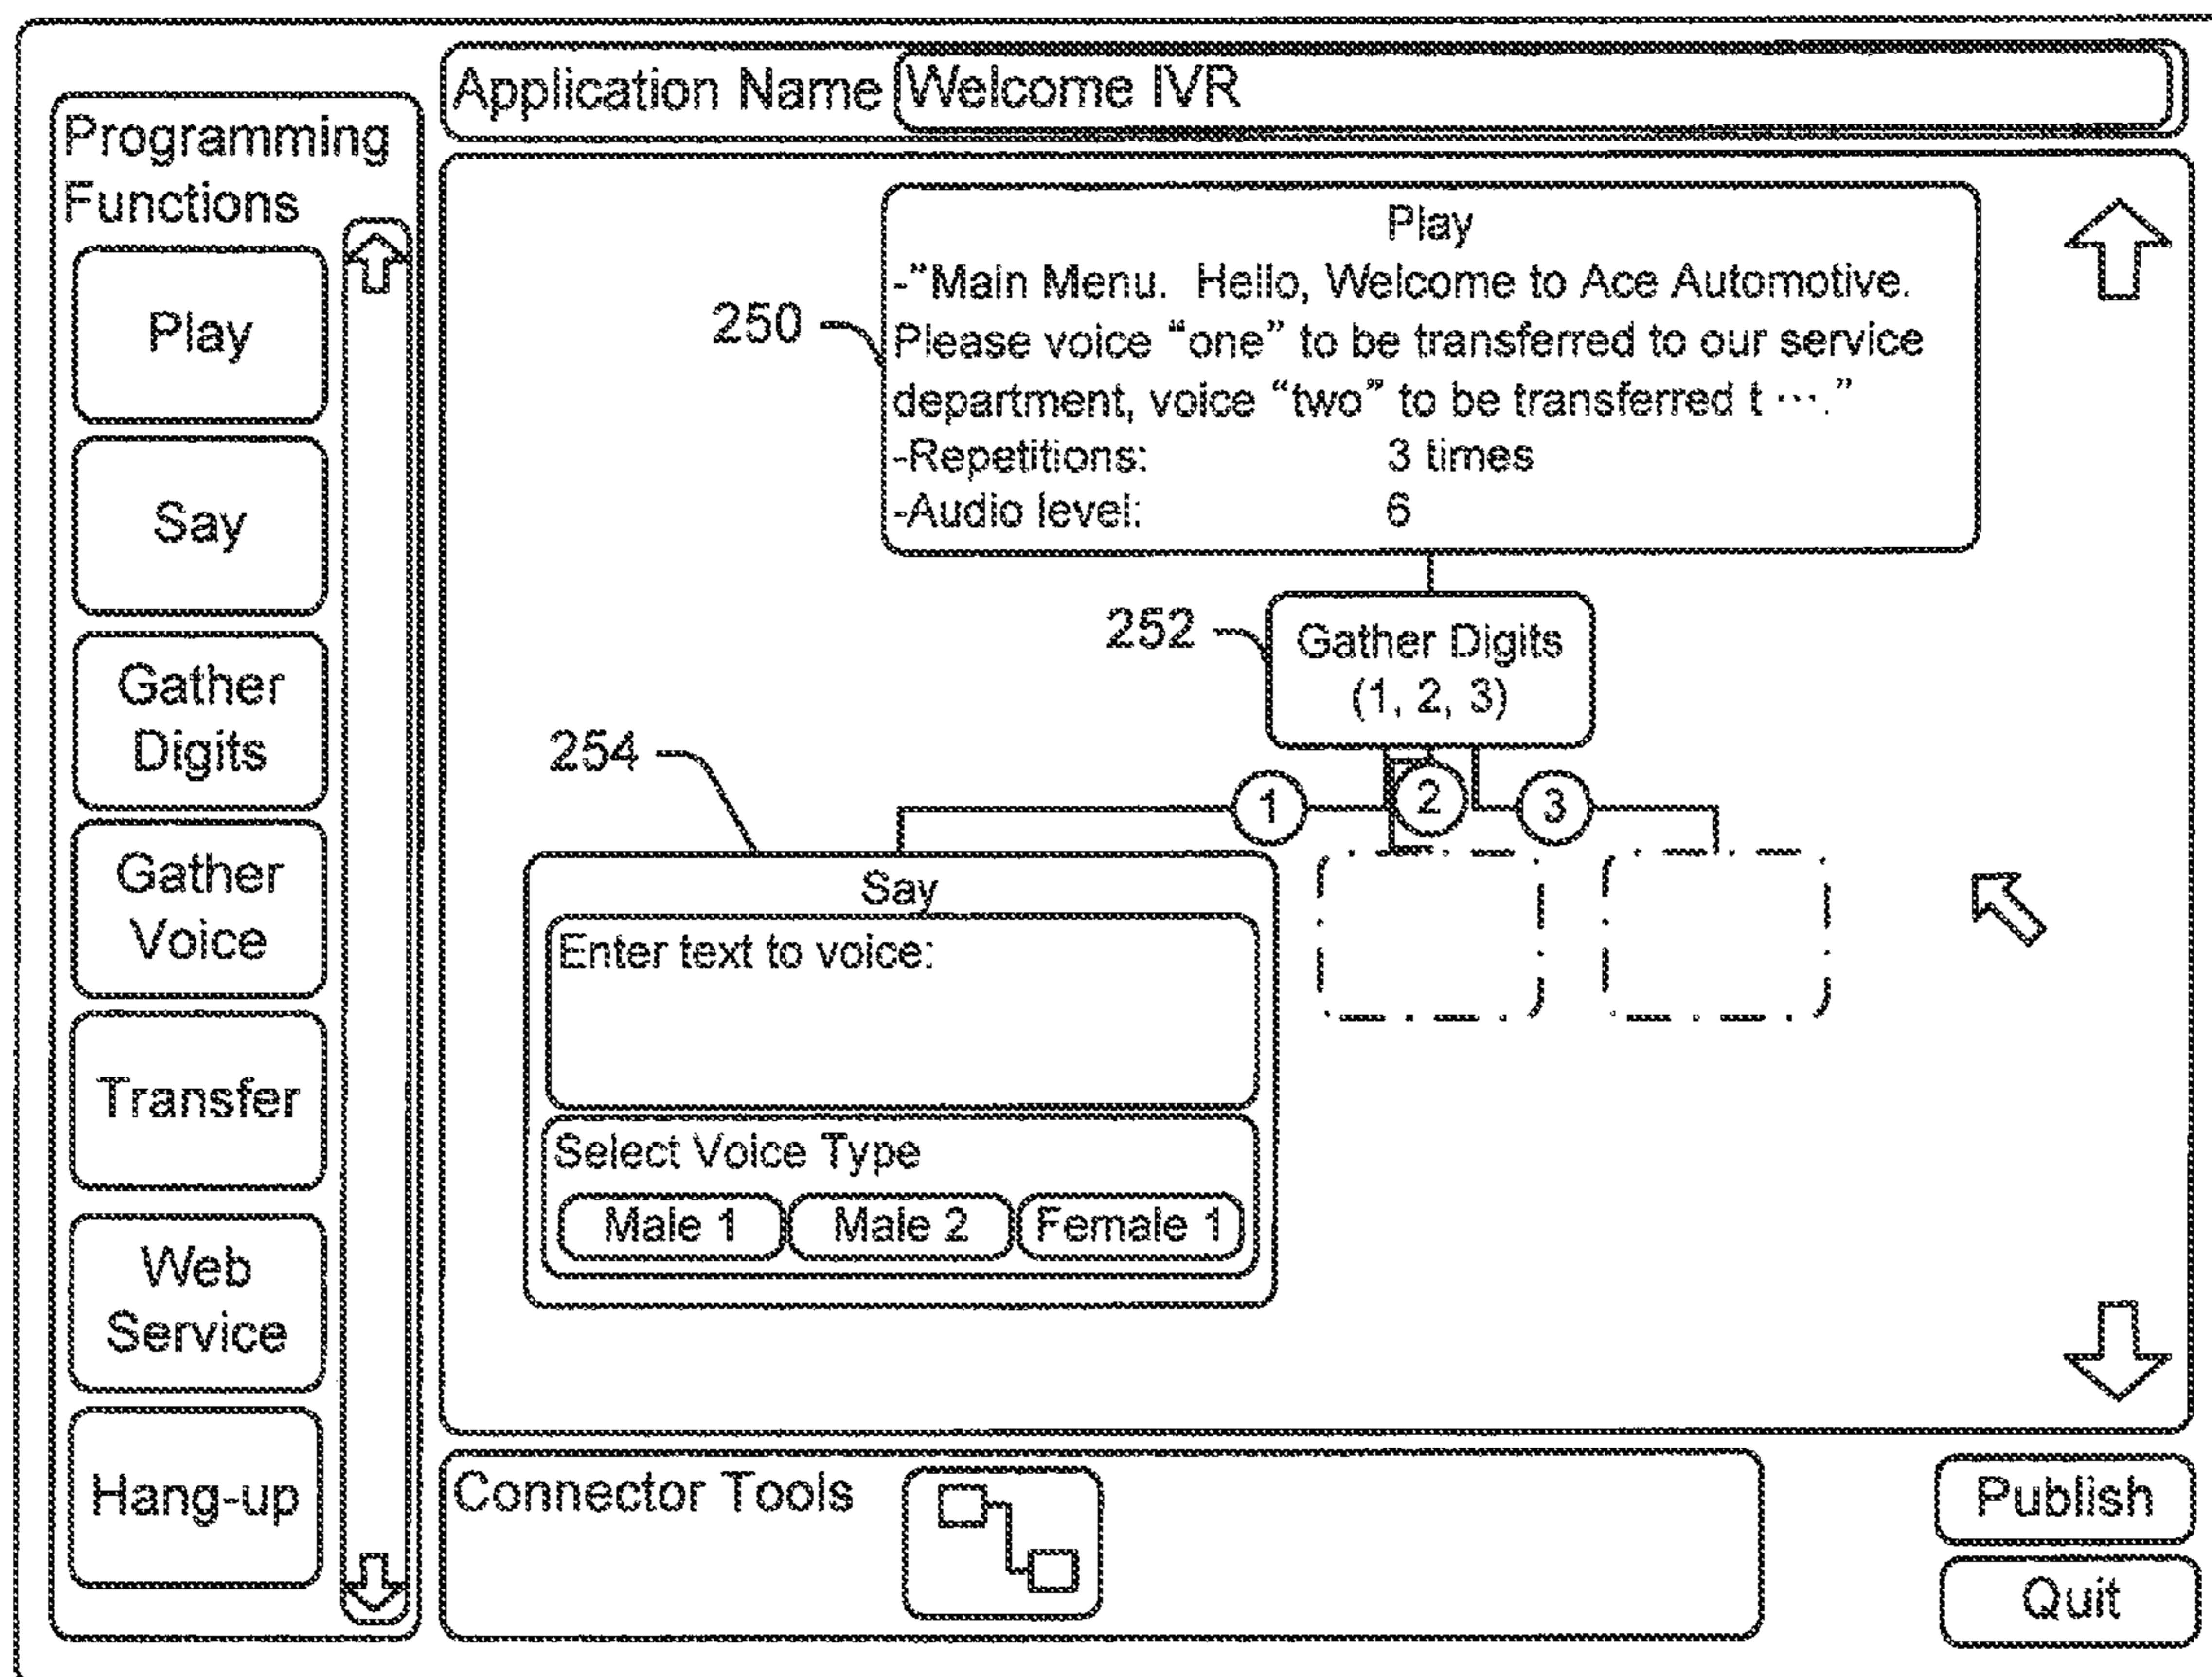 Application Name Welcome IVR
Programming
Functions
Play
Say
Gather
Digits
Gather
Voice
Transfer
Web
Service
Hang-up
Play
-"Main Menu.  Hello, Welcome to Ace Automotive.
250
Please voice “one” to be transferred to our service
department, voice “two” to be transferred t ….”
-Repetitions: 3 times
-Audio level: 6
252
Gather Digits
(1, 2, 3)
254
1
2
3
Say
Enter text to voice:
Select Voice Type
Male 1 Male 2 Female 1
Connector Tools
Publish
Quit